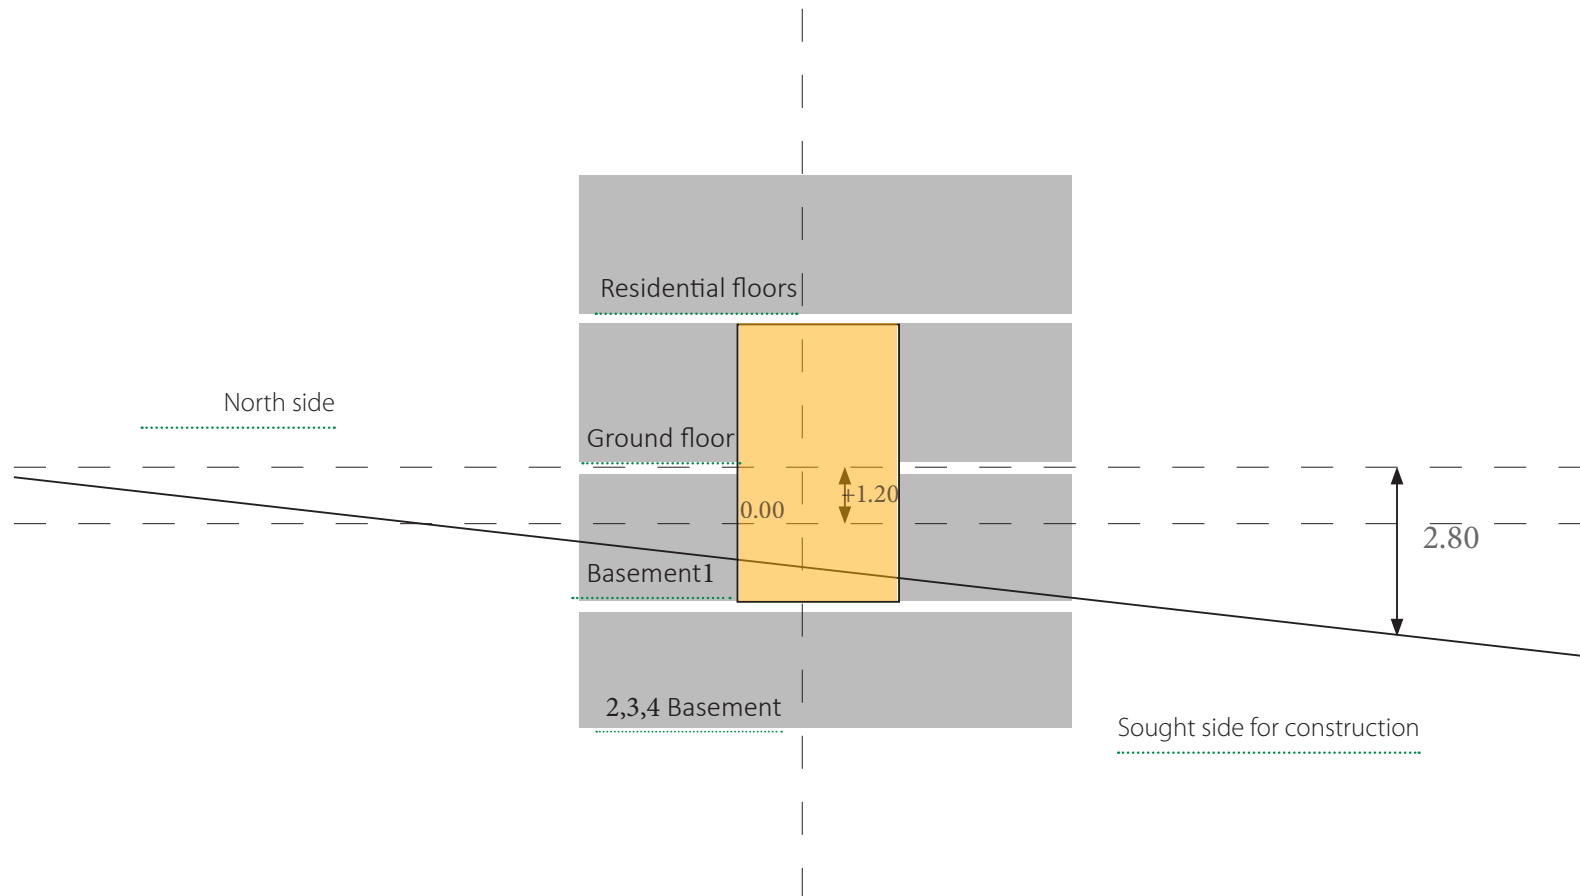 Residential floors
North side
Ground floor
+1.20
0.00
2.80
Basement1
2,3,4 Basement
Sought side for construction